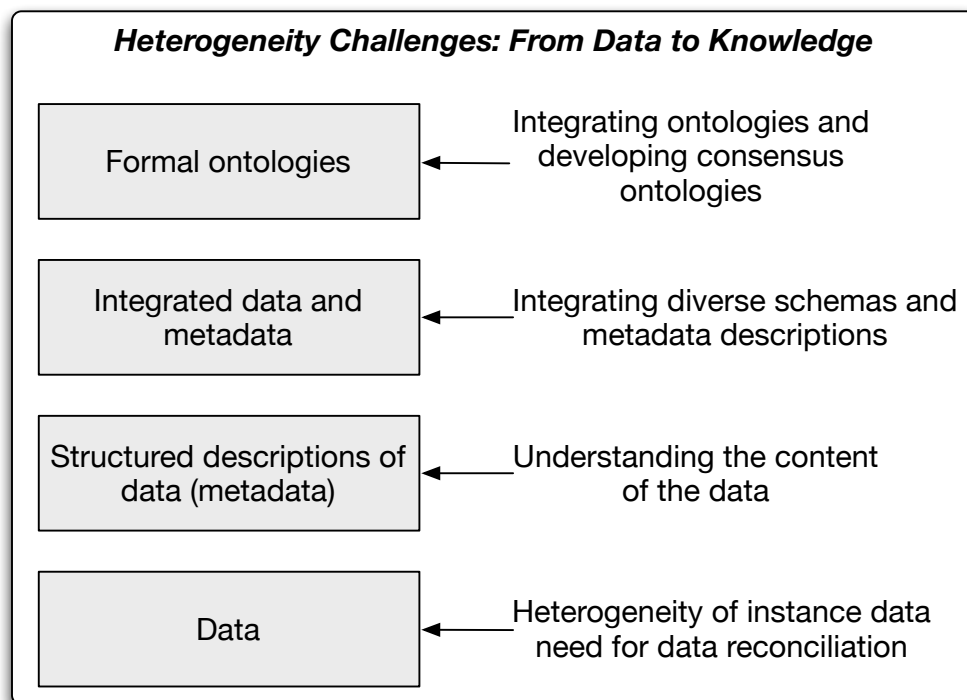 Heterogeneity Challenges: From Data to Knowledge
Formal ontologies
Integrating ontologies and
developing consensus
ontologies
Integrated data and
metadata
Integrating diverse schemas and
metadata descriptions
Structured descriptions of
data (metadata)
Understanding the content
of the data
Data
Heterogeneity of instance data
need for data reconciliation